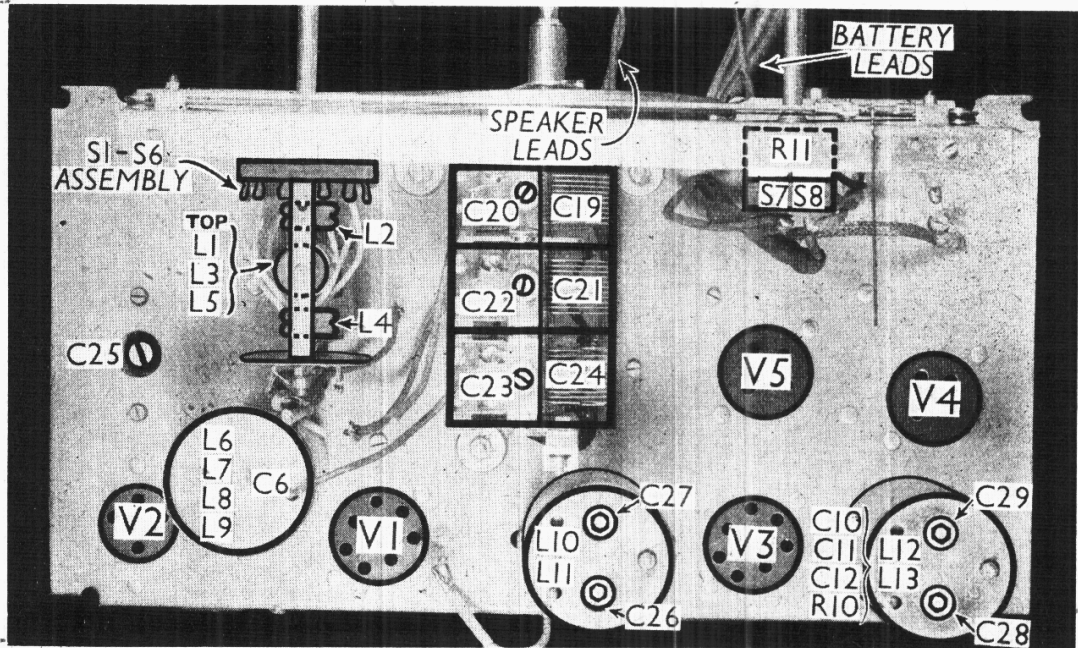 BATTERY
LEADS
SPEAKER
LEADS
R11
S7 S8
S1-S6
ASSEMBLY
TOP
L1
L3
L5
L2
L4
C20 C19
C22 C21
C23 C24
C25
V5
V4
L6
L7
L8
L9
C6
V2
V1
C27
L10
L11
C26
V3
C10
C11
C12
R10
L12
L13
C29
C28